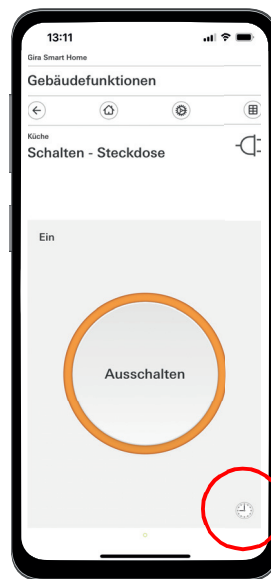 13:11
Gira Smart Home
Gebäudefunktionen
Küche
Schalten - Steckdose
Ein
Ausschalten